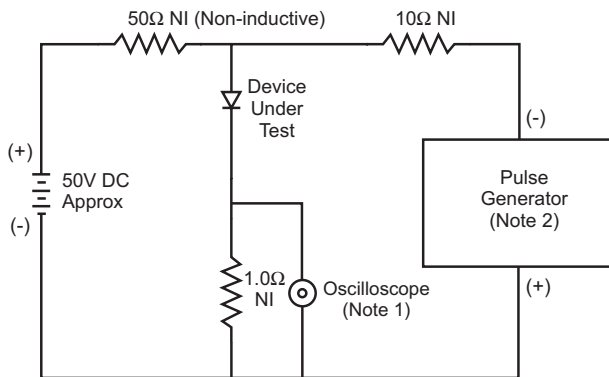 50Ω NI (Non-inductive)
10Ω NI
Device
Under
Test
(-)
(+)
50V DC
Approx
(-)
Pulse
Generator
(Note 2)
1.0Ω
NI
Oscilloscope
(Note 1)
(+)